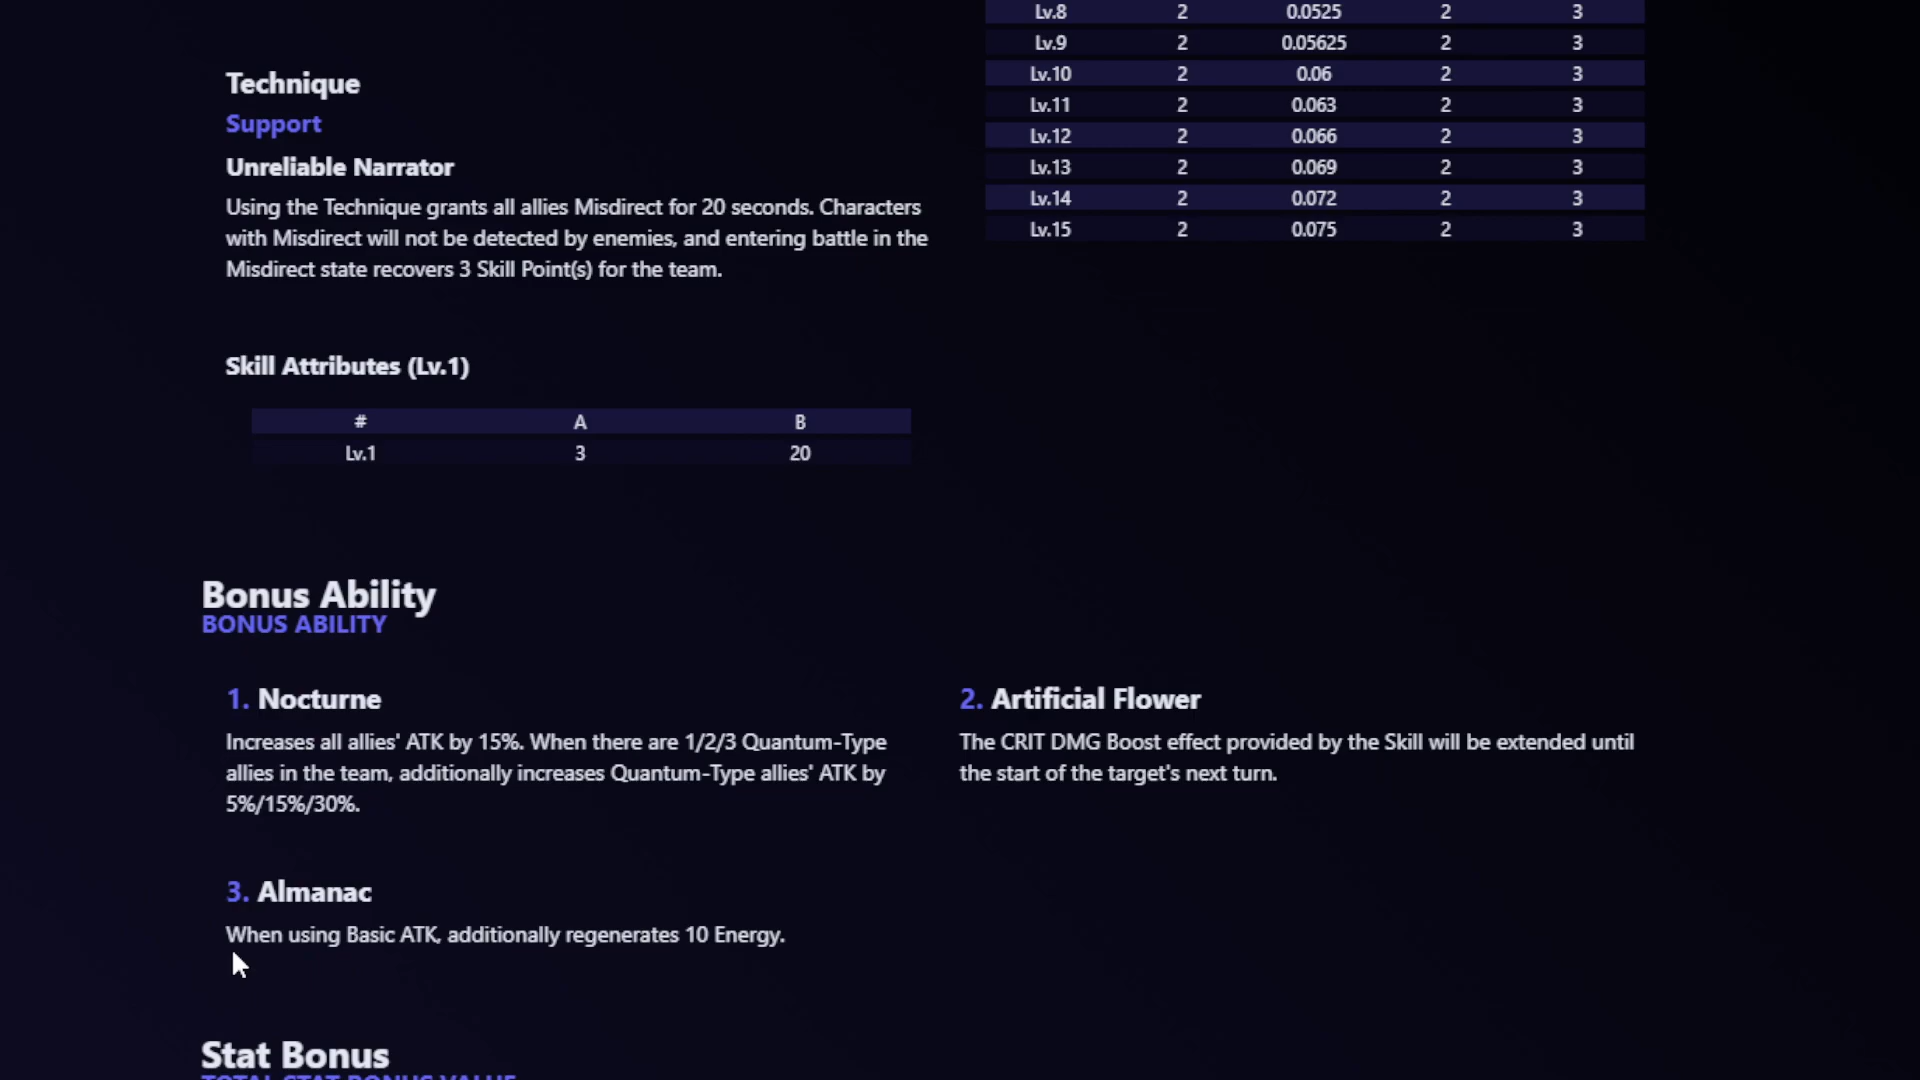 Lv.8 2 0.0525 2 3
Lv.9 2 0.05625 2 3
Lv.10 2 0.06 2 3
Lv.11 2 0.063 2 3
Lv.12 2 0.066 2 3
Lv.13 2 0.069 2 3
Lv.14 2 0.072 2 3
Lv.15 2 0.075 2 3
Technique
Support
Unreliable Narrator
Using the Technique grants all allies Misdirect for 20 seconds. Characters
with Misdirect will not be detected by enemies, and entering battle in the
Misdirect state recovers 3 Skill Point(s) for the team.
Skill Attributes (Lv.1)
# A B
Lv.1 3 20
Bonus Ability
BONUS ABILITY
1. Nocturne
Increases all allies' ATK by 15%. When there are 1/2/3 Quantum-Type
allies in the team, additionally increases Quantum-Type allies' ATK by
5%/15%/30%.
2. Artificial Flower
The CRIT DMG Boost effect provided by the Skill will be extended until
the start of the target's next turn.
3. Almanac
When using Basic ATK, additionally regenerates 10 Energy.
Stat Bonus
TOTAL STAT BONUS VALUE